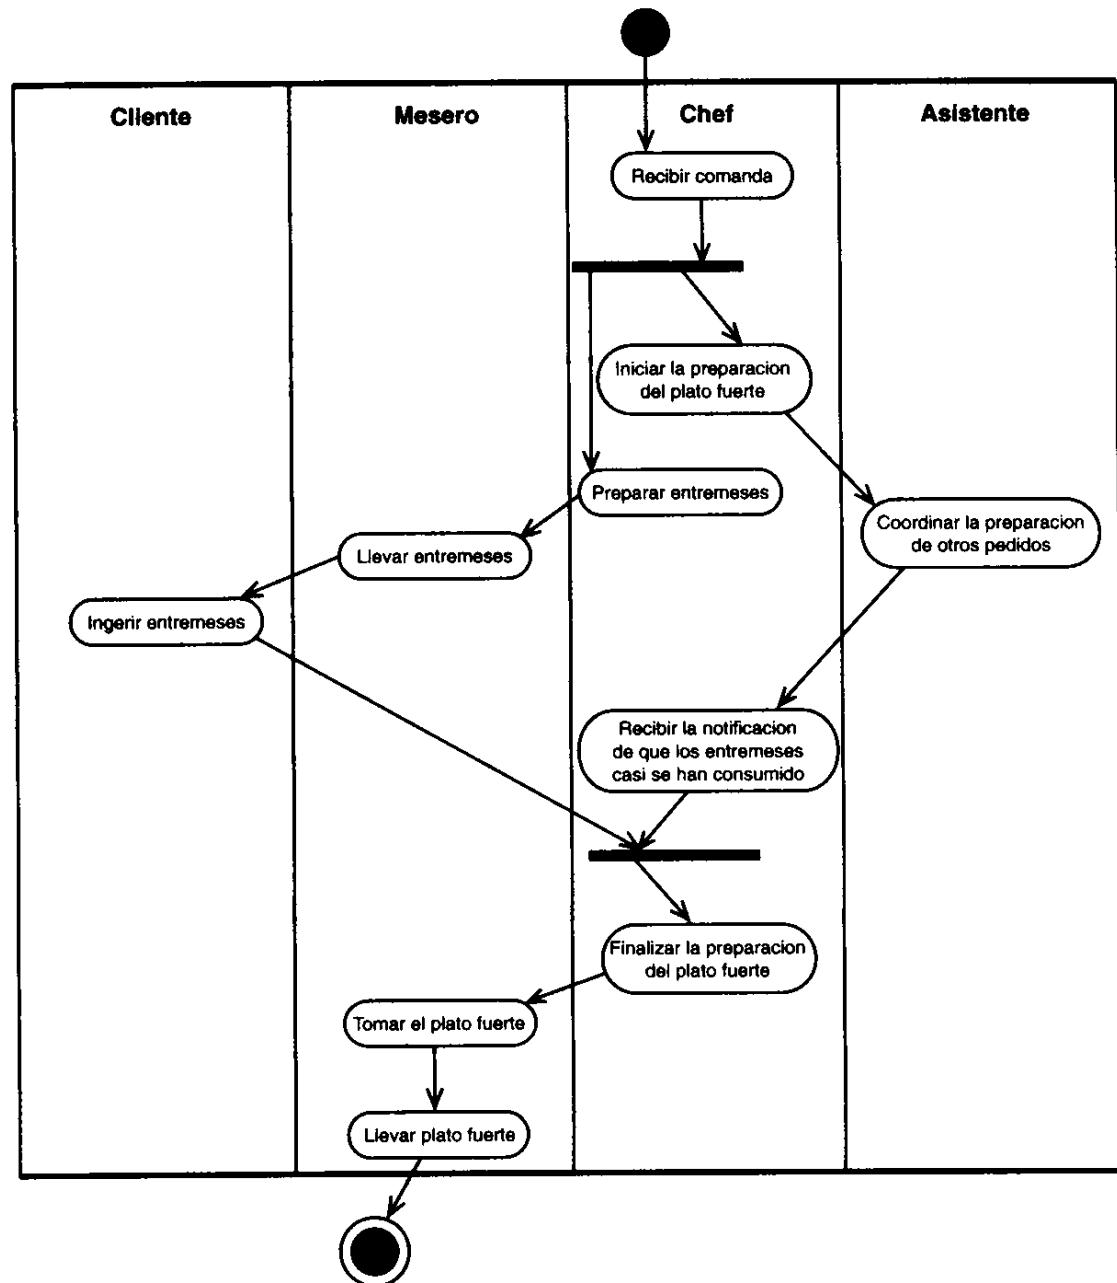 Cliente
Mesero
Chef
Asistente
Recibir comanda
Iniciar la preparacion
del plato fuerte
Preparar entremeses
Coordinar la preparacion
de otros pedidos
Llevar entremeses
Ingerir entremeses
Recibir la notificacion
de que los entremeses
casi se han consumido
Finalizar la preparacion
del plato fuerte
Tomar el plato fuerte
Llevar plato fuerte